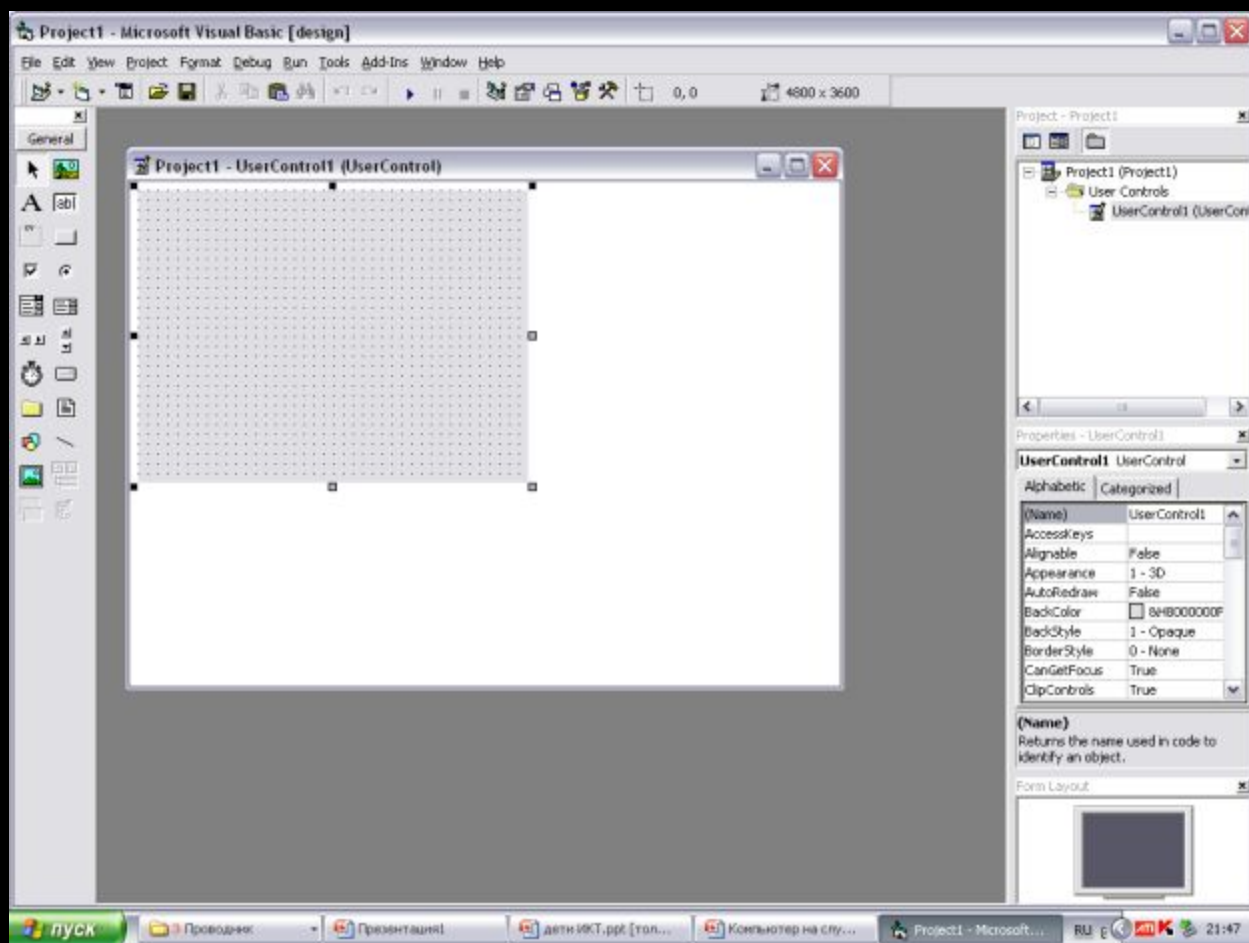 Project1 - Microsoft Visual Basic [design]
File Edit View Project Format Debug Run Tools Add-Ins Window Help
0,0 4800 x 3600
General
A ab|
Project1 - UserControl1 (UserControl)
Project - Project1
Project1 (Project1)
User Controls
UserControl1 (UserCon
Properties - UserControl1
UserControl1 UserControl
Alphabetic Categorized
(Name) UserControl1
AccessKeys
Alignable False
Appearance 1 - 3D
AutoRedraw False
BackColor &H8000000F
BackStyle 1 - Opaque
BorderStyle 0 - None
CanGetFocus True
ClipControls True
(Name)
Returns the name used in code to
identify an object.
Form Layout
пуск 3 Проводник Презентация1 дети ИКТ.ppt [тол... Компьютер на слу... Project1 - Microsoft... RU 21:47